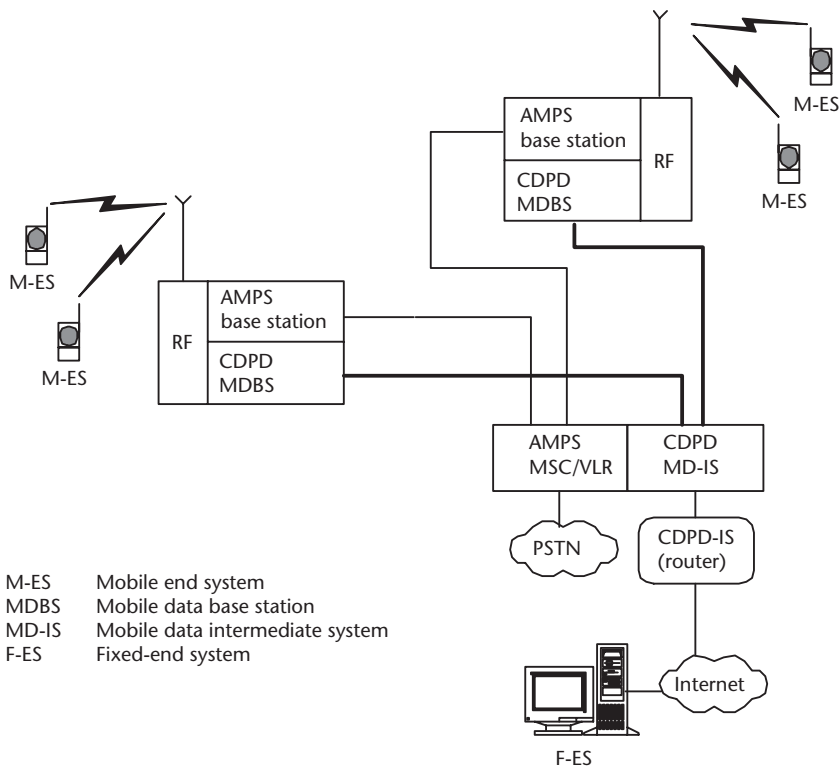 M-ES
M-ES
AMPS
base station
CDPD
MDBS
RF
M-ES
M-ES
RF
AMPS
base station
CDPD
MDBS
AMPS
MSC/VLR
CDPD
MD-IS
PSTN
CDPD-IS
(router)
M-ES Mobile end system
MDBS Mobile data base station
MD-IS Mobile data intermediate system
F-ES Fixed-end system
Internet
F-ES